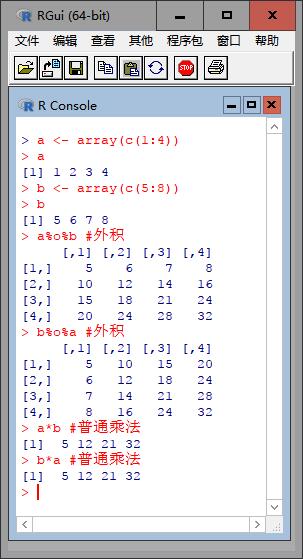 RGui (64-bit)
文件 编辑 查看 其他 程序包 窗口 帮助
STOP
R Console
> a <- array(c(1:4))
> a
[1] 1 2 3 4
> b <- array(c(5:8))
> b
[1] 5 6 7 8
> a%o%b #外积
     [,1] [,2] [,3] [,4]
[1,]    5    6    7    8
[2,]   10   12   14   16
[3,]   15   18   21   24
[4,]   20   24   28   32
> b%o%a #外积
     [,1] [,2] [,3] [,4]
[1,]    5   10   15   20
[2,]    6   12   18   24
[3,]    7   14   21   28
[4,]    8   16   24   32
> a*b #普通乘法
[1]  5 12 21 32
> b*a #普通乘法
[1]  5 12 21 32
>